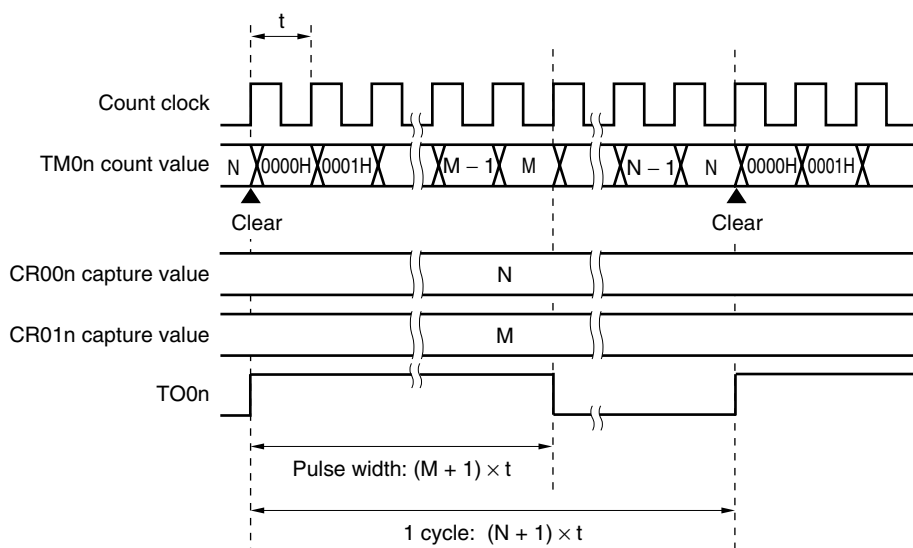 t
Count clock
TM0n count value N 0000H 0001H M – 1 M N – 1 N 0000H 0001H
Clear Clear
CR00n capture value N
CR01n capture value M
TO0n
Pulse width: (M + 1) × t
1 cycle: (N + 1) × t